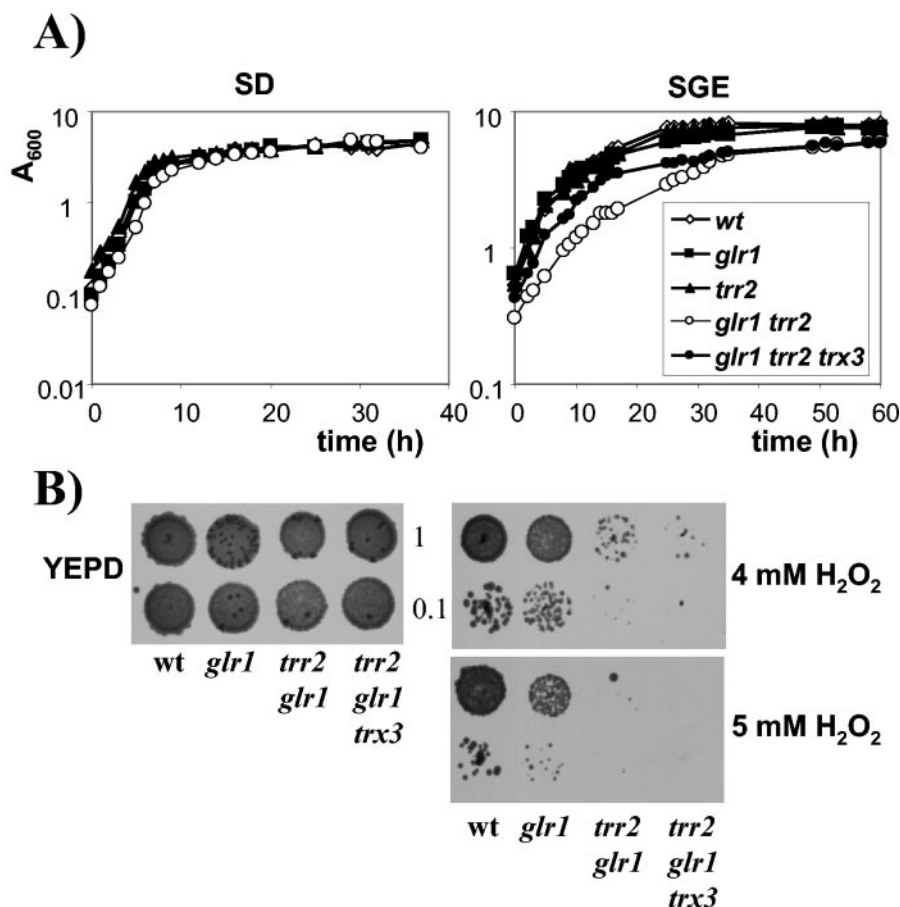 A)
SD
SGE
A600
10
1
0.1
0.01
0
10
20
30
40
time (h)
10
1
0.1
0
10
20
30
40
50
60
time (h)
wt
glr1
trr2
glr1 trr2
glr1 trr2 trx3
B)
YEPD
1
0.1
wt glr1 trr2 trr2
glr1 glr1
trx3
4 mM H2O2
5 mM H2O2
wt glr1 trr2 trr2
glr1 glr1
trx3